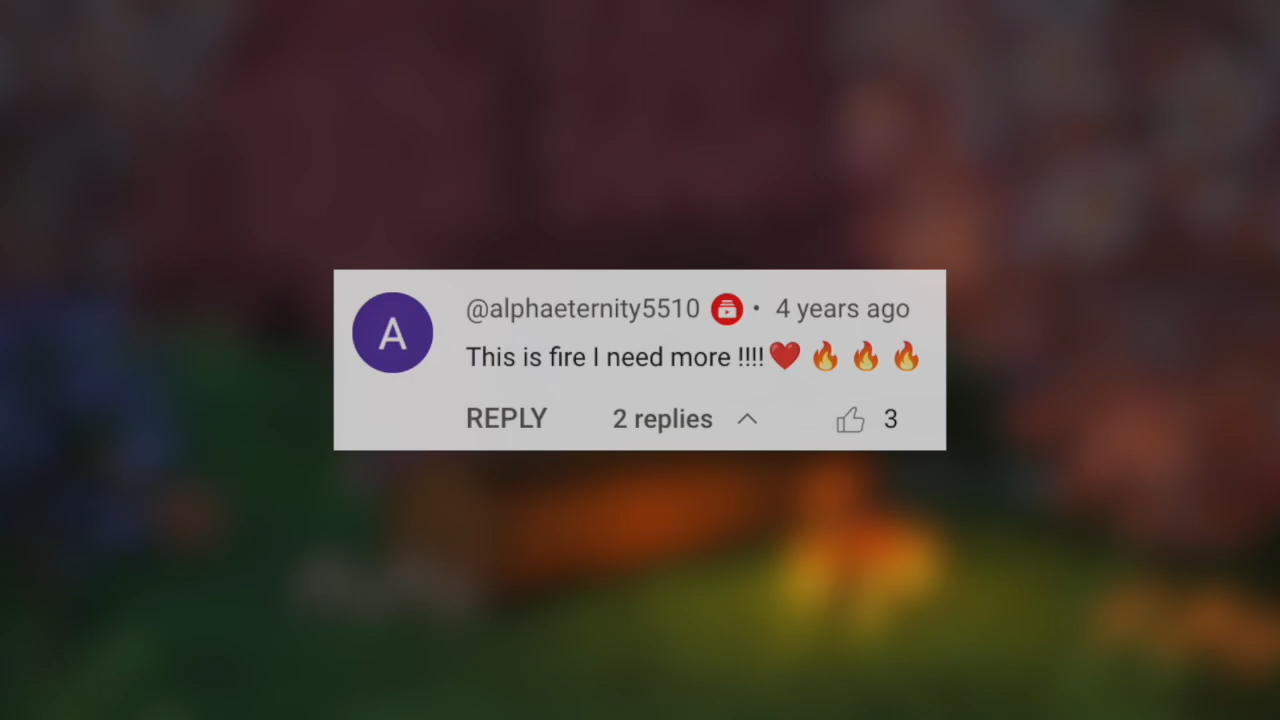 A
@alphaeternity5510 • 4 years ago
This is fire I need more !!!!❤️🔥🔥🔥
REPLY 2 replies 3